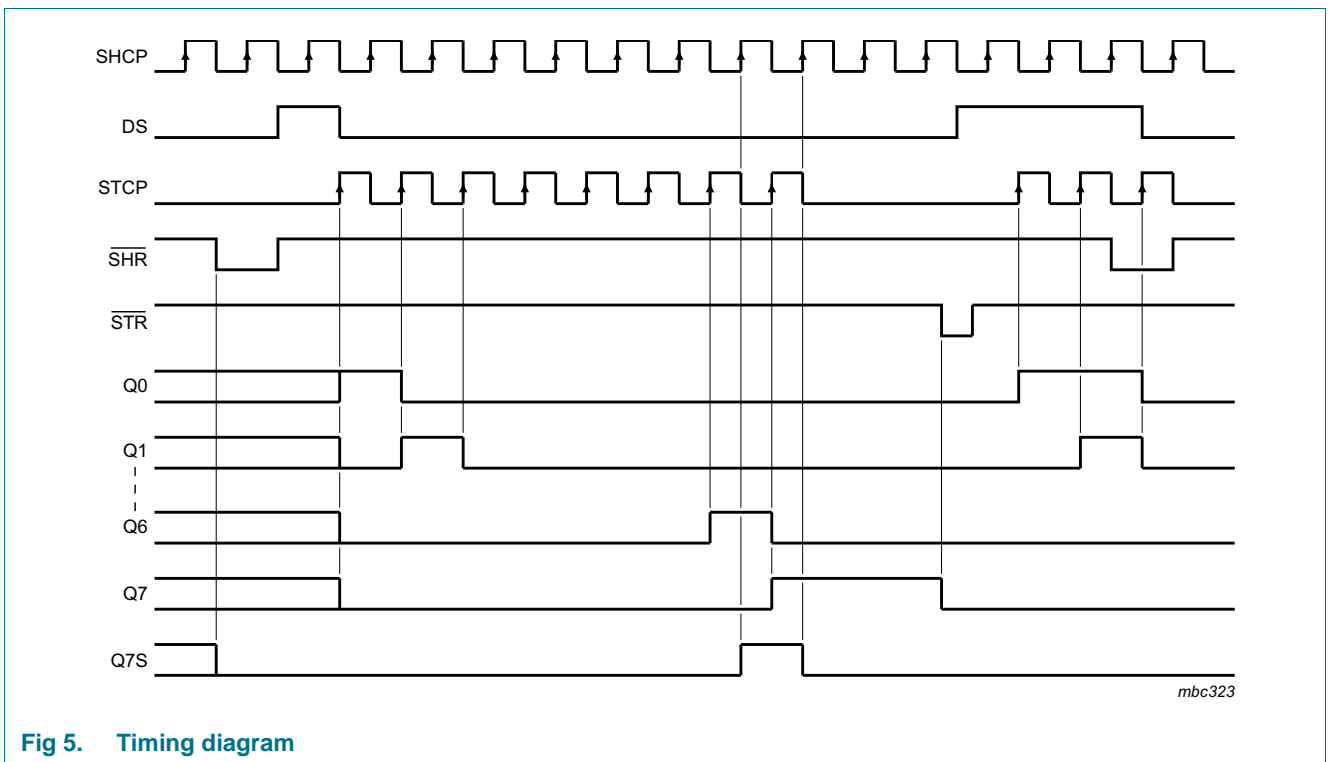 SHCP
DS
STCP
SHR
STR
Q0
Q1
Q6
Q7
Q7S
mbc323
Fig 5. Timing diagram